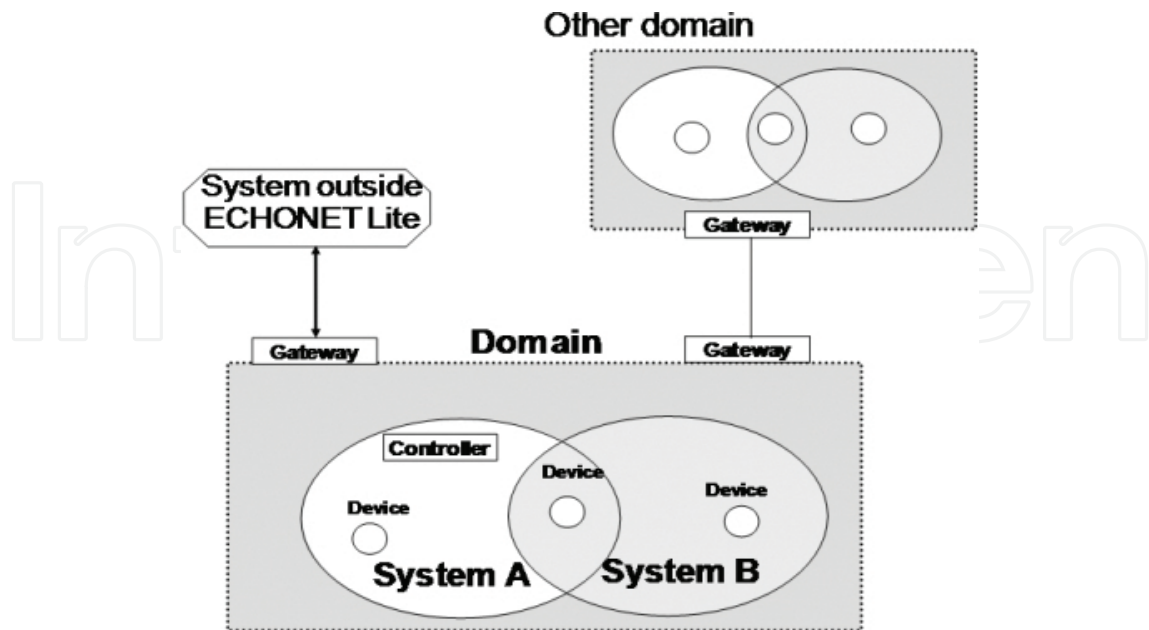 Other domain
System outside
ECHONET Lite
Gateway
Domain
Gateway
Gateway
Controller
Device
Device
Device
System A
System B